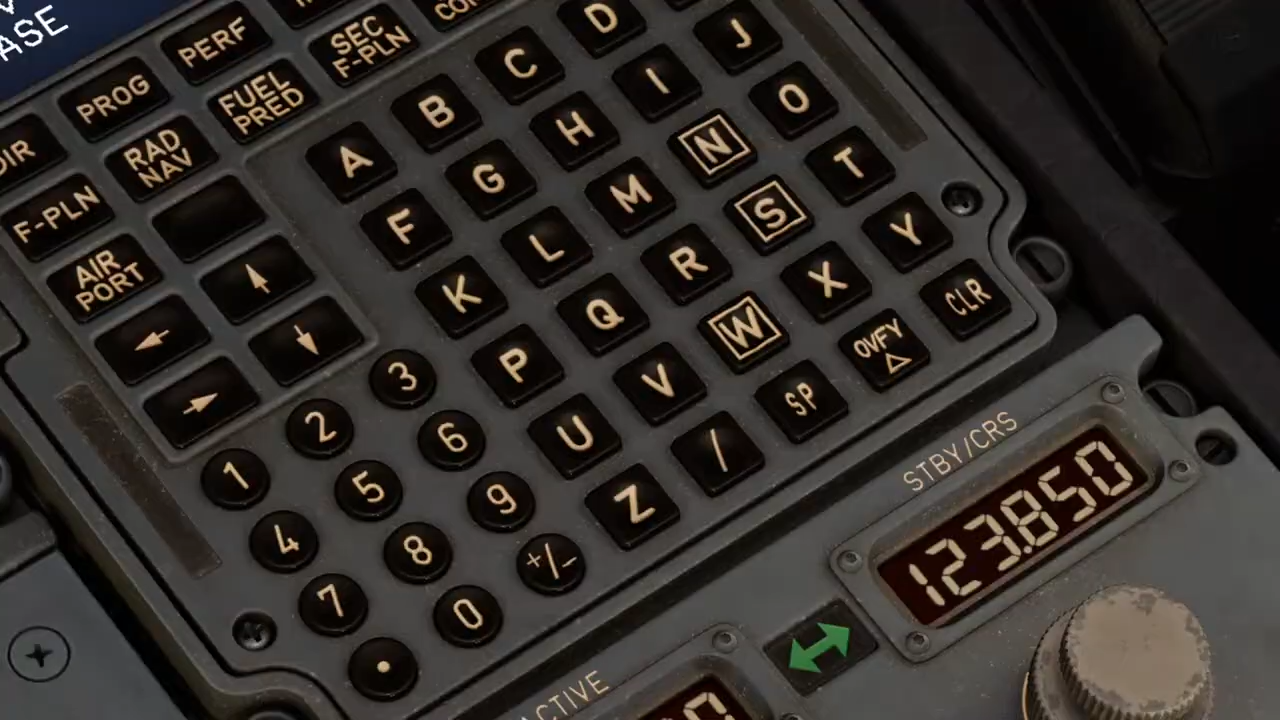 ASE
DIR
PROG
PERF
F-PLN
RAD
NAV
FUEL
PRED
SEC
F-PLN
AIR
PORT
A B C D
F G H I J
K L M N O
P Q R S T
U V W X Y
Z / SP OVFY CLR
1 2 3
4 5 6
7 8 9
. 0 +/-
STBY/CRS
123.850
ACTIVE